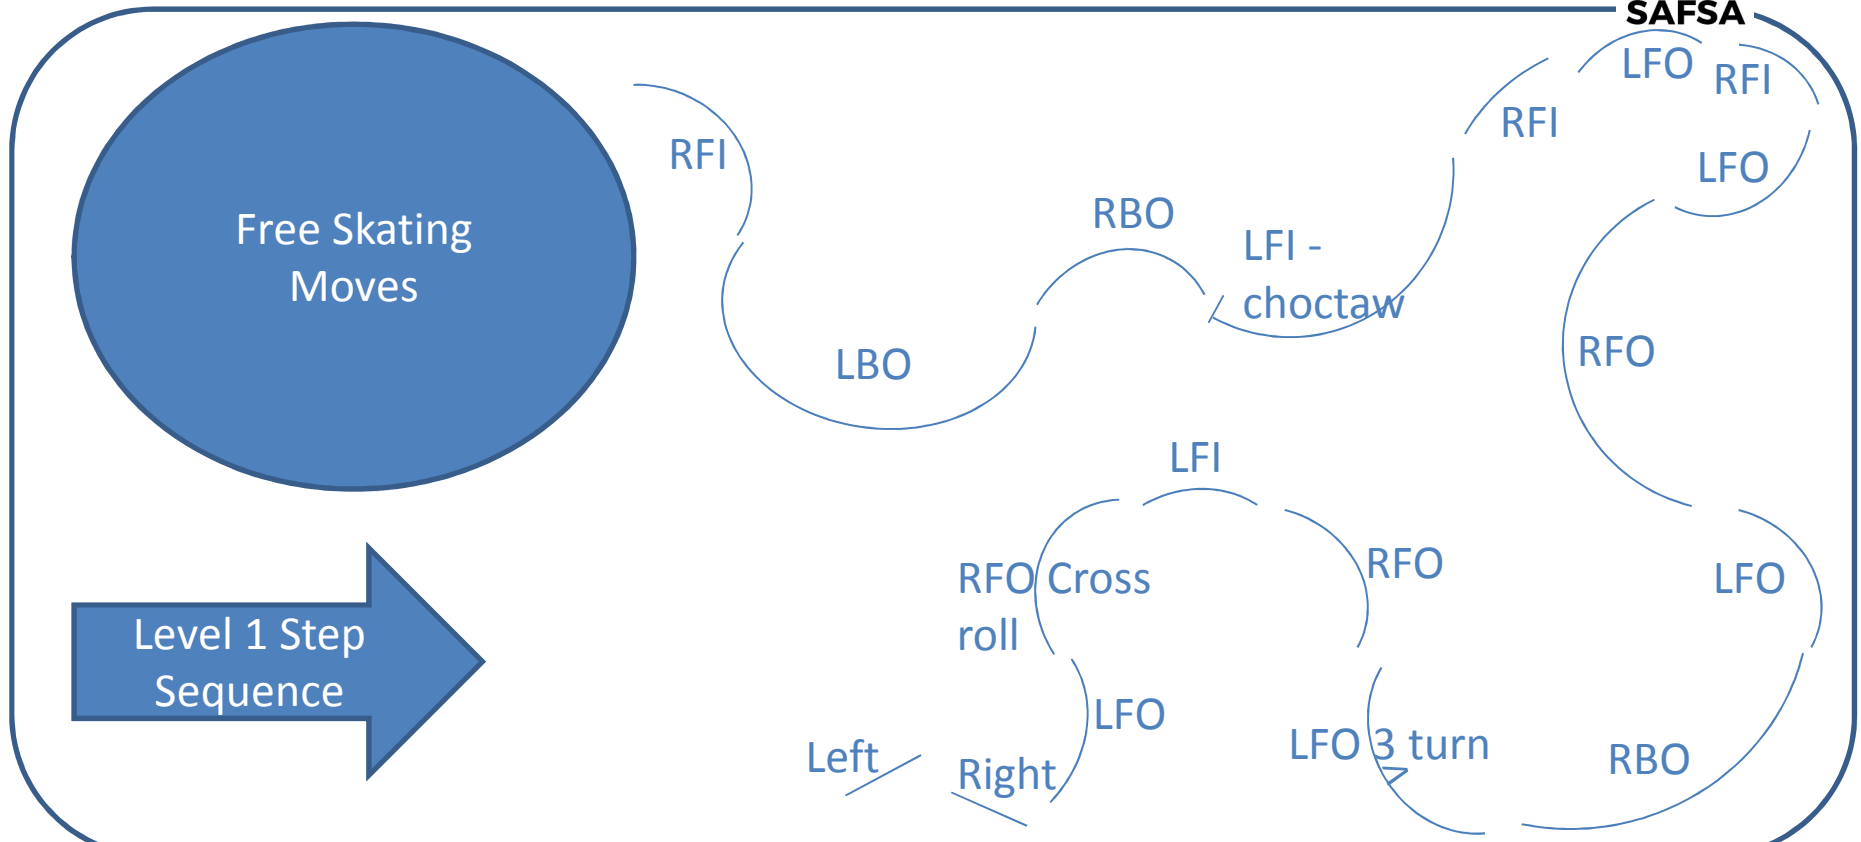 SAFSA
LFO
RFI
RFI
RFI
LFO
RBO
Free Skating
Moves
LFI -
choctaw
RFO
LBO
LFI
RFO
RFO Cross
roll
LFO
Level 1 Step
Sequence
LFO
LFO 3 turn
Left
Right
RBO